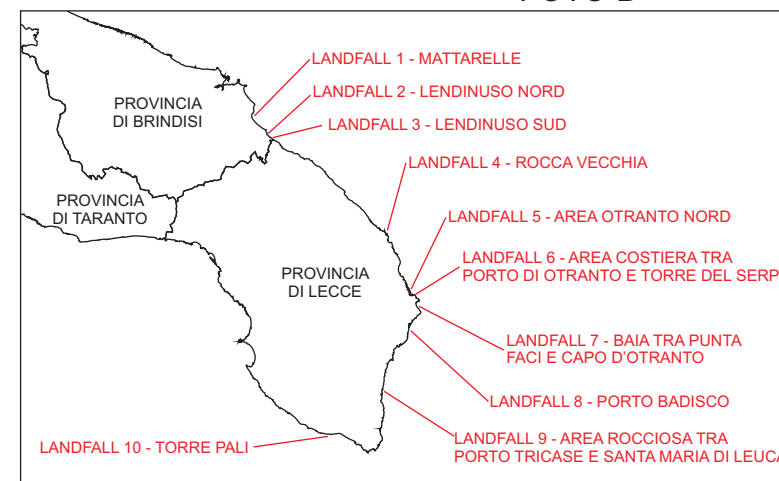 LANDFALL 1 - MATTARELLE
LANDFALL 2 - LENDINUSO NORD
PROVINCIA
DI BRINDISI
LANDFALL 3 - LENDINUSO SUD
LANDFALL 4 - ROCCA VECCHIA
PROVINCIA
DI TARANTO
LANDFALL 5 - AREA OTRANTO NORD
LANDFALL 6 - AREA COSTIERA TRA
PORTO DI OTRANTO E TORRE DEL SERP
PROVINCIA
DI LECCE
LANDFALL 7 - BAIA TRA PUNTA
FACI E CAPO D'OTRANTO
LANDFALL 8 - PORTO BADISCO
LANDFALL 9 - AREA ROCCIOSA TRA
PORTO TRICASE E SANTA MARIA DI LEUCA
LANDFALL 10 - TORRE PALI